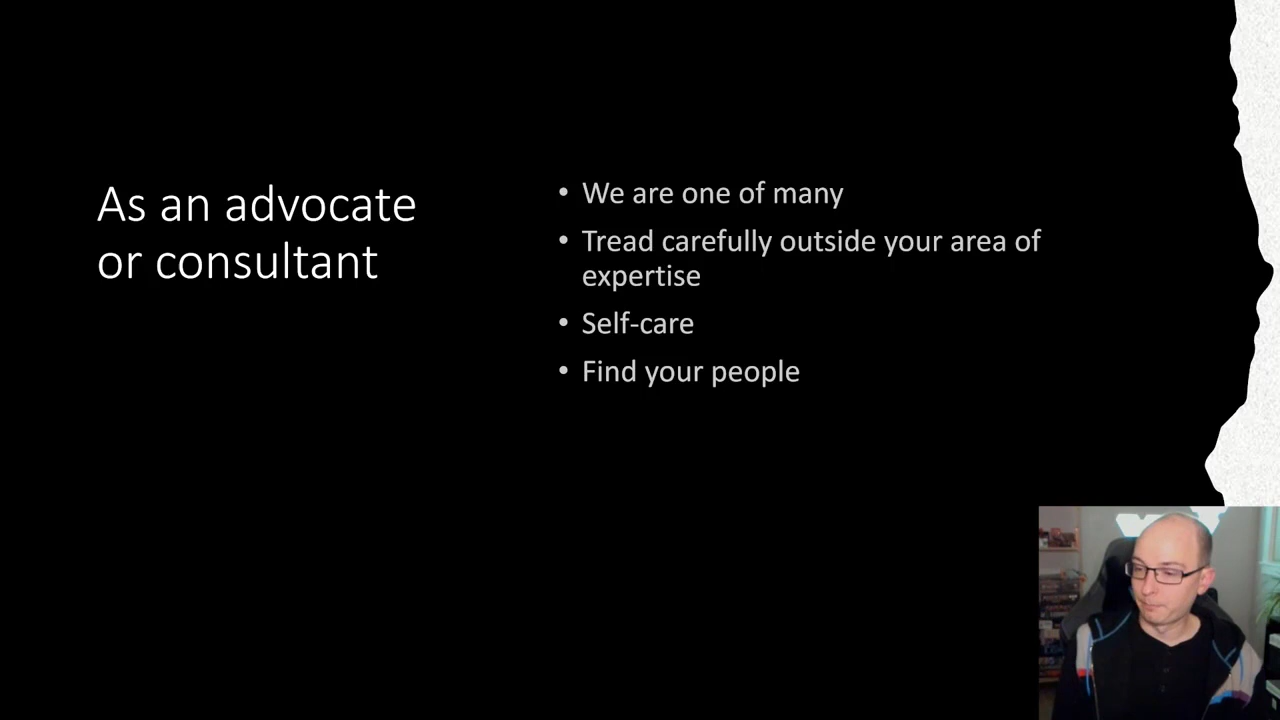 As an advocate
or consultant
• We are one of many
• Tread carefully outside your area of
expertise
• Self-care
• Find your people